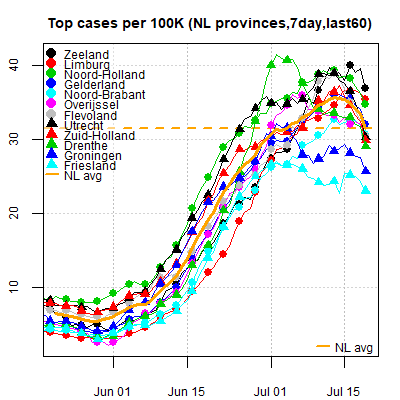 Top cases per 100K (NL provinces,7day,last60)
Zeeland
Limburg
Noord-Holland
Gelderland
Noord-Brabant
Overijssel
Flevoland
Utrecht
Zuid-Holland
Drenthe
Groningen
Friesland
NL avg
40
30
20
10
NL avg
Jun 01
Jun 15
Jul 01
Jul 15